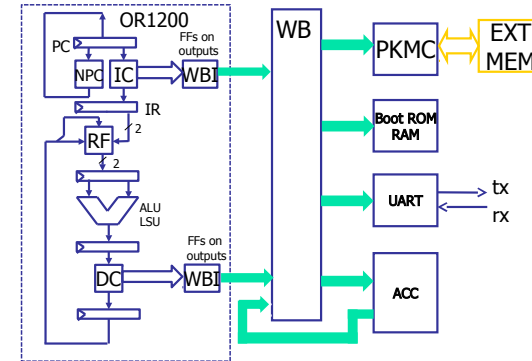 OR1200
PC
NPC
IC
FFs on
outputs
WBI
IR
2
RF
2
ALU
LSU
FFs on
outputs
DC
WBI
WB
PKMC
EXT
MEM
Boot ROM
RAM
UART
tx
rx
ACC